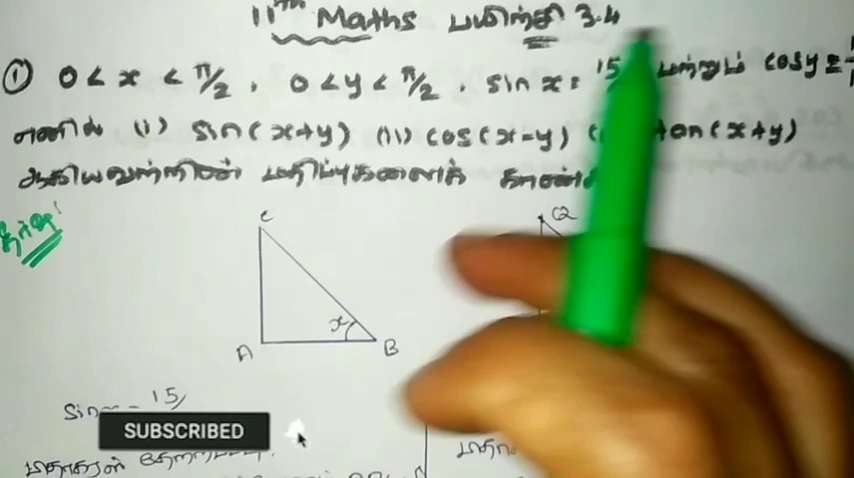 11TH Maths பயிற்சி 3.4
① 0 < x < π/2 , 0 < y < π/2 , sin x = 15/ மற்றும் cos y =
எனில் (i) sin(x+y) (ii) cos(x-y) tan(x+y)
ஆகியவற்றின் மதிப்புகளைக்
தீர்வு:
C
Q
x
A
B
sin 15/
SUBSCRIBED